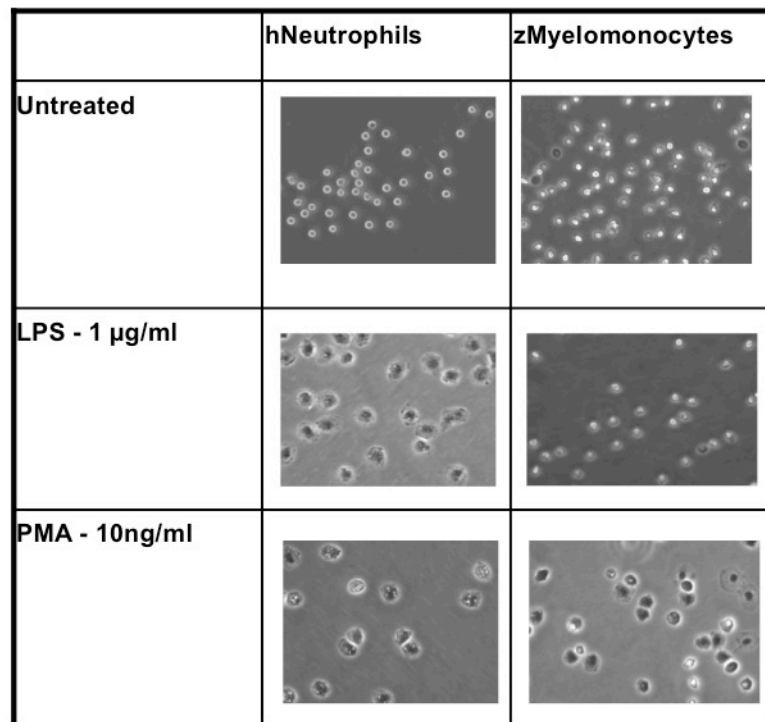 hNeutrophils zMyelomonocytes
Untreated
LPS - 1 µg/ml
PMA - 10ng/ml